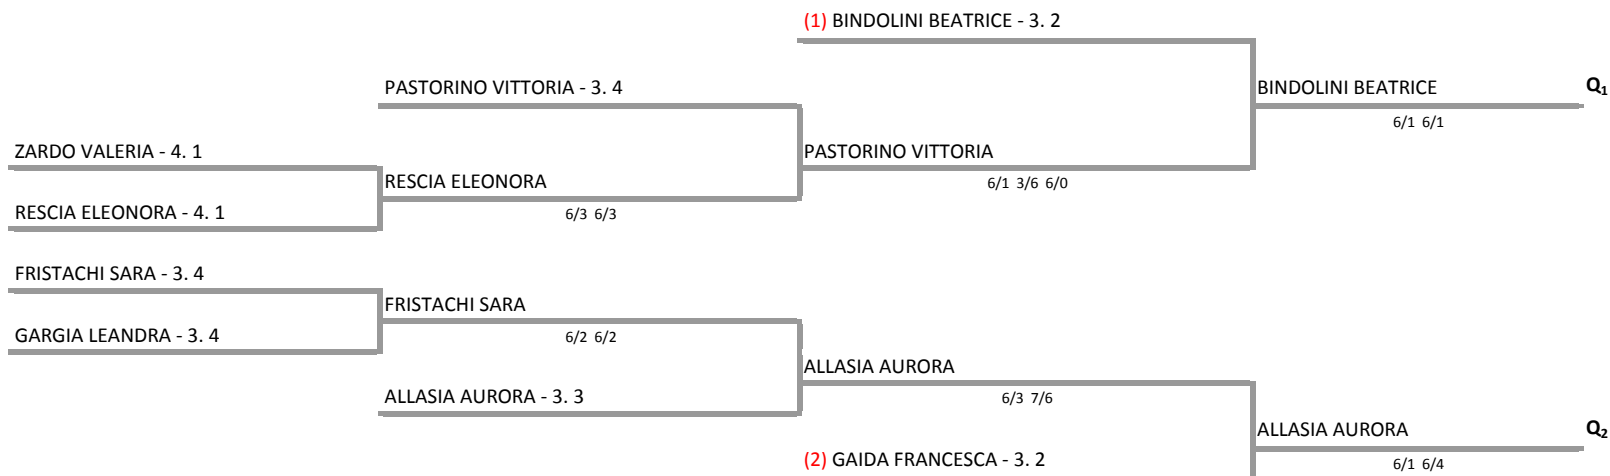 (1) BINDOLINI BEATRICE - 3. 2
PASTORINO VITTORIA - 3. 4
BINDOLINI BEATRICE
Q1
6/1 6/1
ZARDO VALERIA - 4. 1
PASTORINO VITTORIA
RESCIA ELEONORA
6/1 3/6 6/0
RESCIA ELEONORA - 4. 1
6/3 6/3
FRISTACHI SARA - 3. 4
FRISTACHI SARA
GARGIA LEANDRA - 3. 4
6/2 6/2
ALLASIA AURORA
ALLASIA AURORA - 3. 3
6/3 7/6
ALLASIA AURORA
Q2
(2) GAIDA FRANCESCA - 3. 2
6/1 6/4